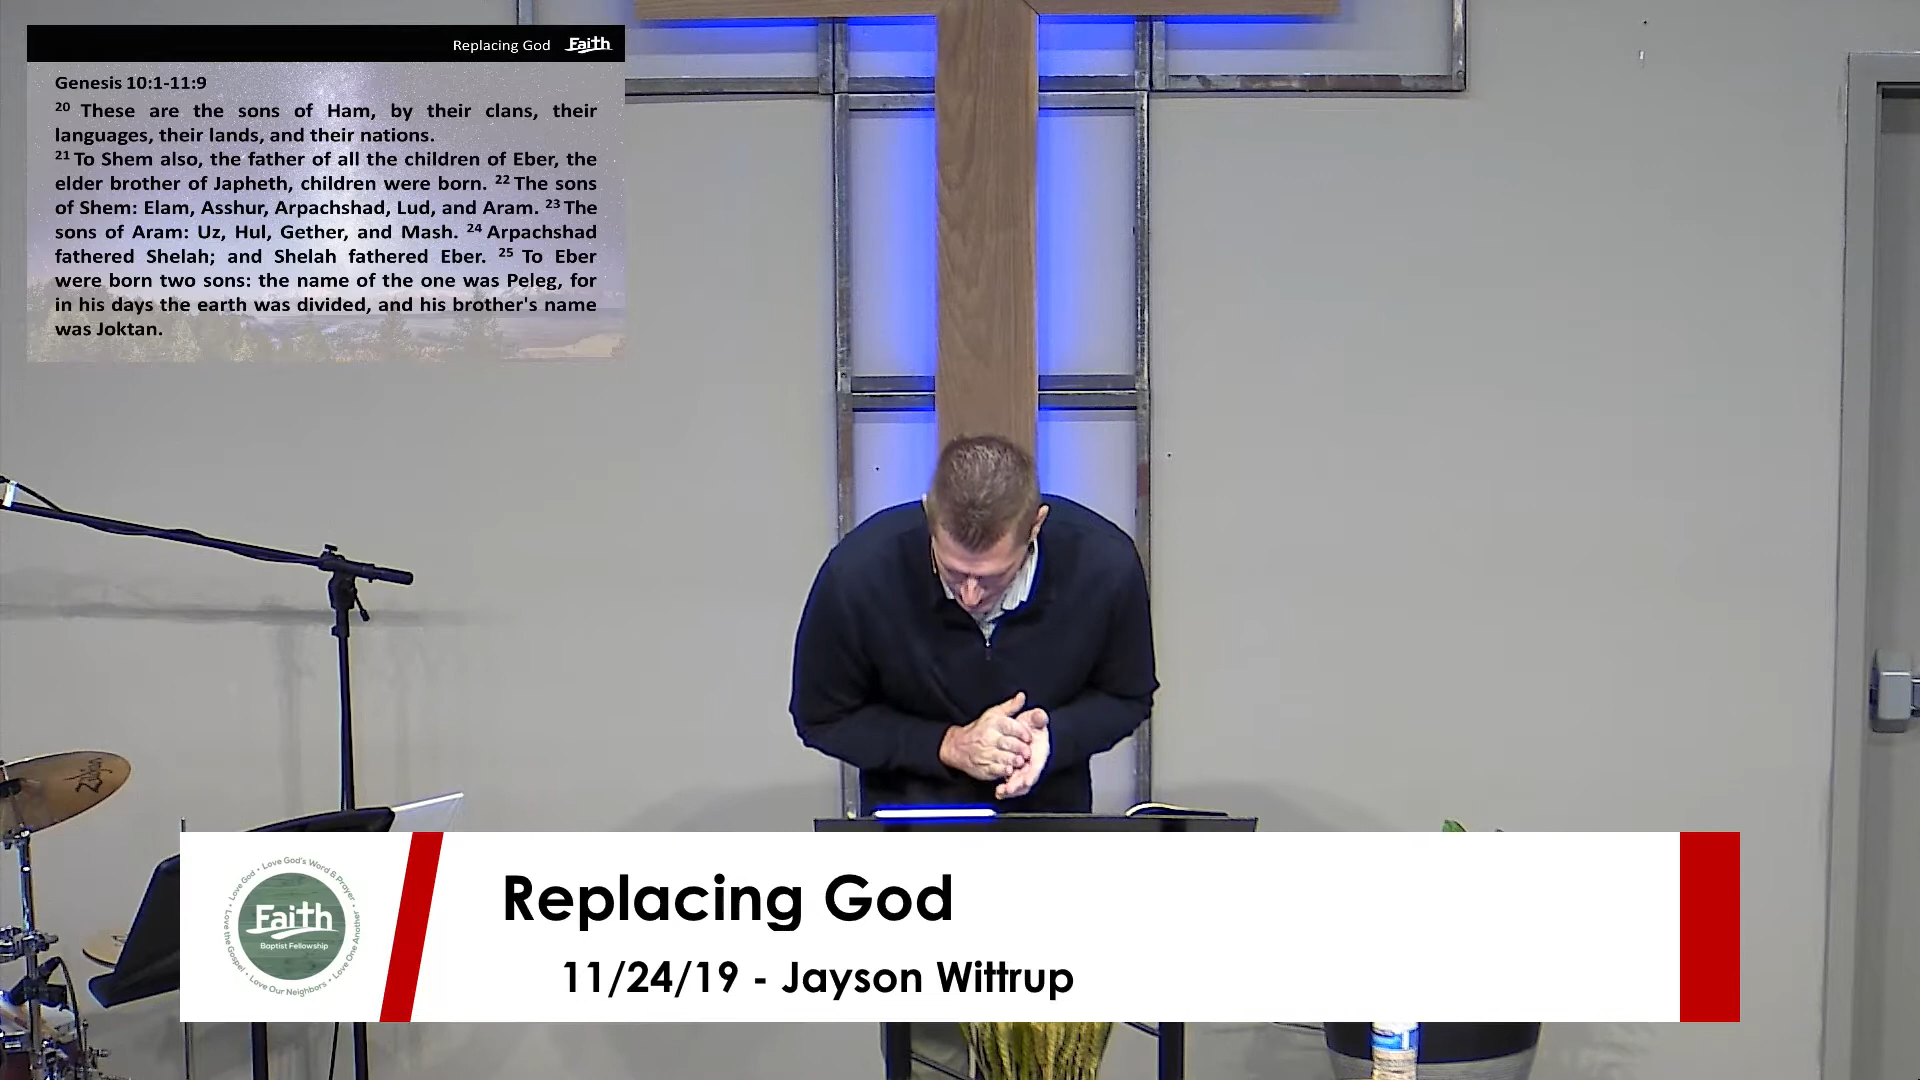 Replacing God Faith
Genesis 10:1-11:9
20 These are the sons of Ham, by their clans, their
languages, their lands, and their nations.
21 To Shem also, the father of all the children of Eber, the
elder brother of Japheth, children were born. 22 The sons
of Shem: Elam, Asshur, Arpachshad, Lud, and Aram. 23 The
sons of Aram: Uz, Hul, Gether, and Mash. 24 Arpachshad
fathered Shelah; and Shelah fathered Eber. 25 To Eber
were born two sons: the name of the one was Peleg, for
in his days the earth was divided, and his brother's name
was Joktan.
Zildjian
Love God • Love God's Word & Prayer • Love One Another • Love Our Neighbors • Love the Gospel •
Faith
Baptist Fellowship
Replacing God
11/24/19 - Jayson Wittrup